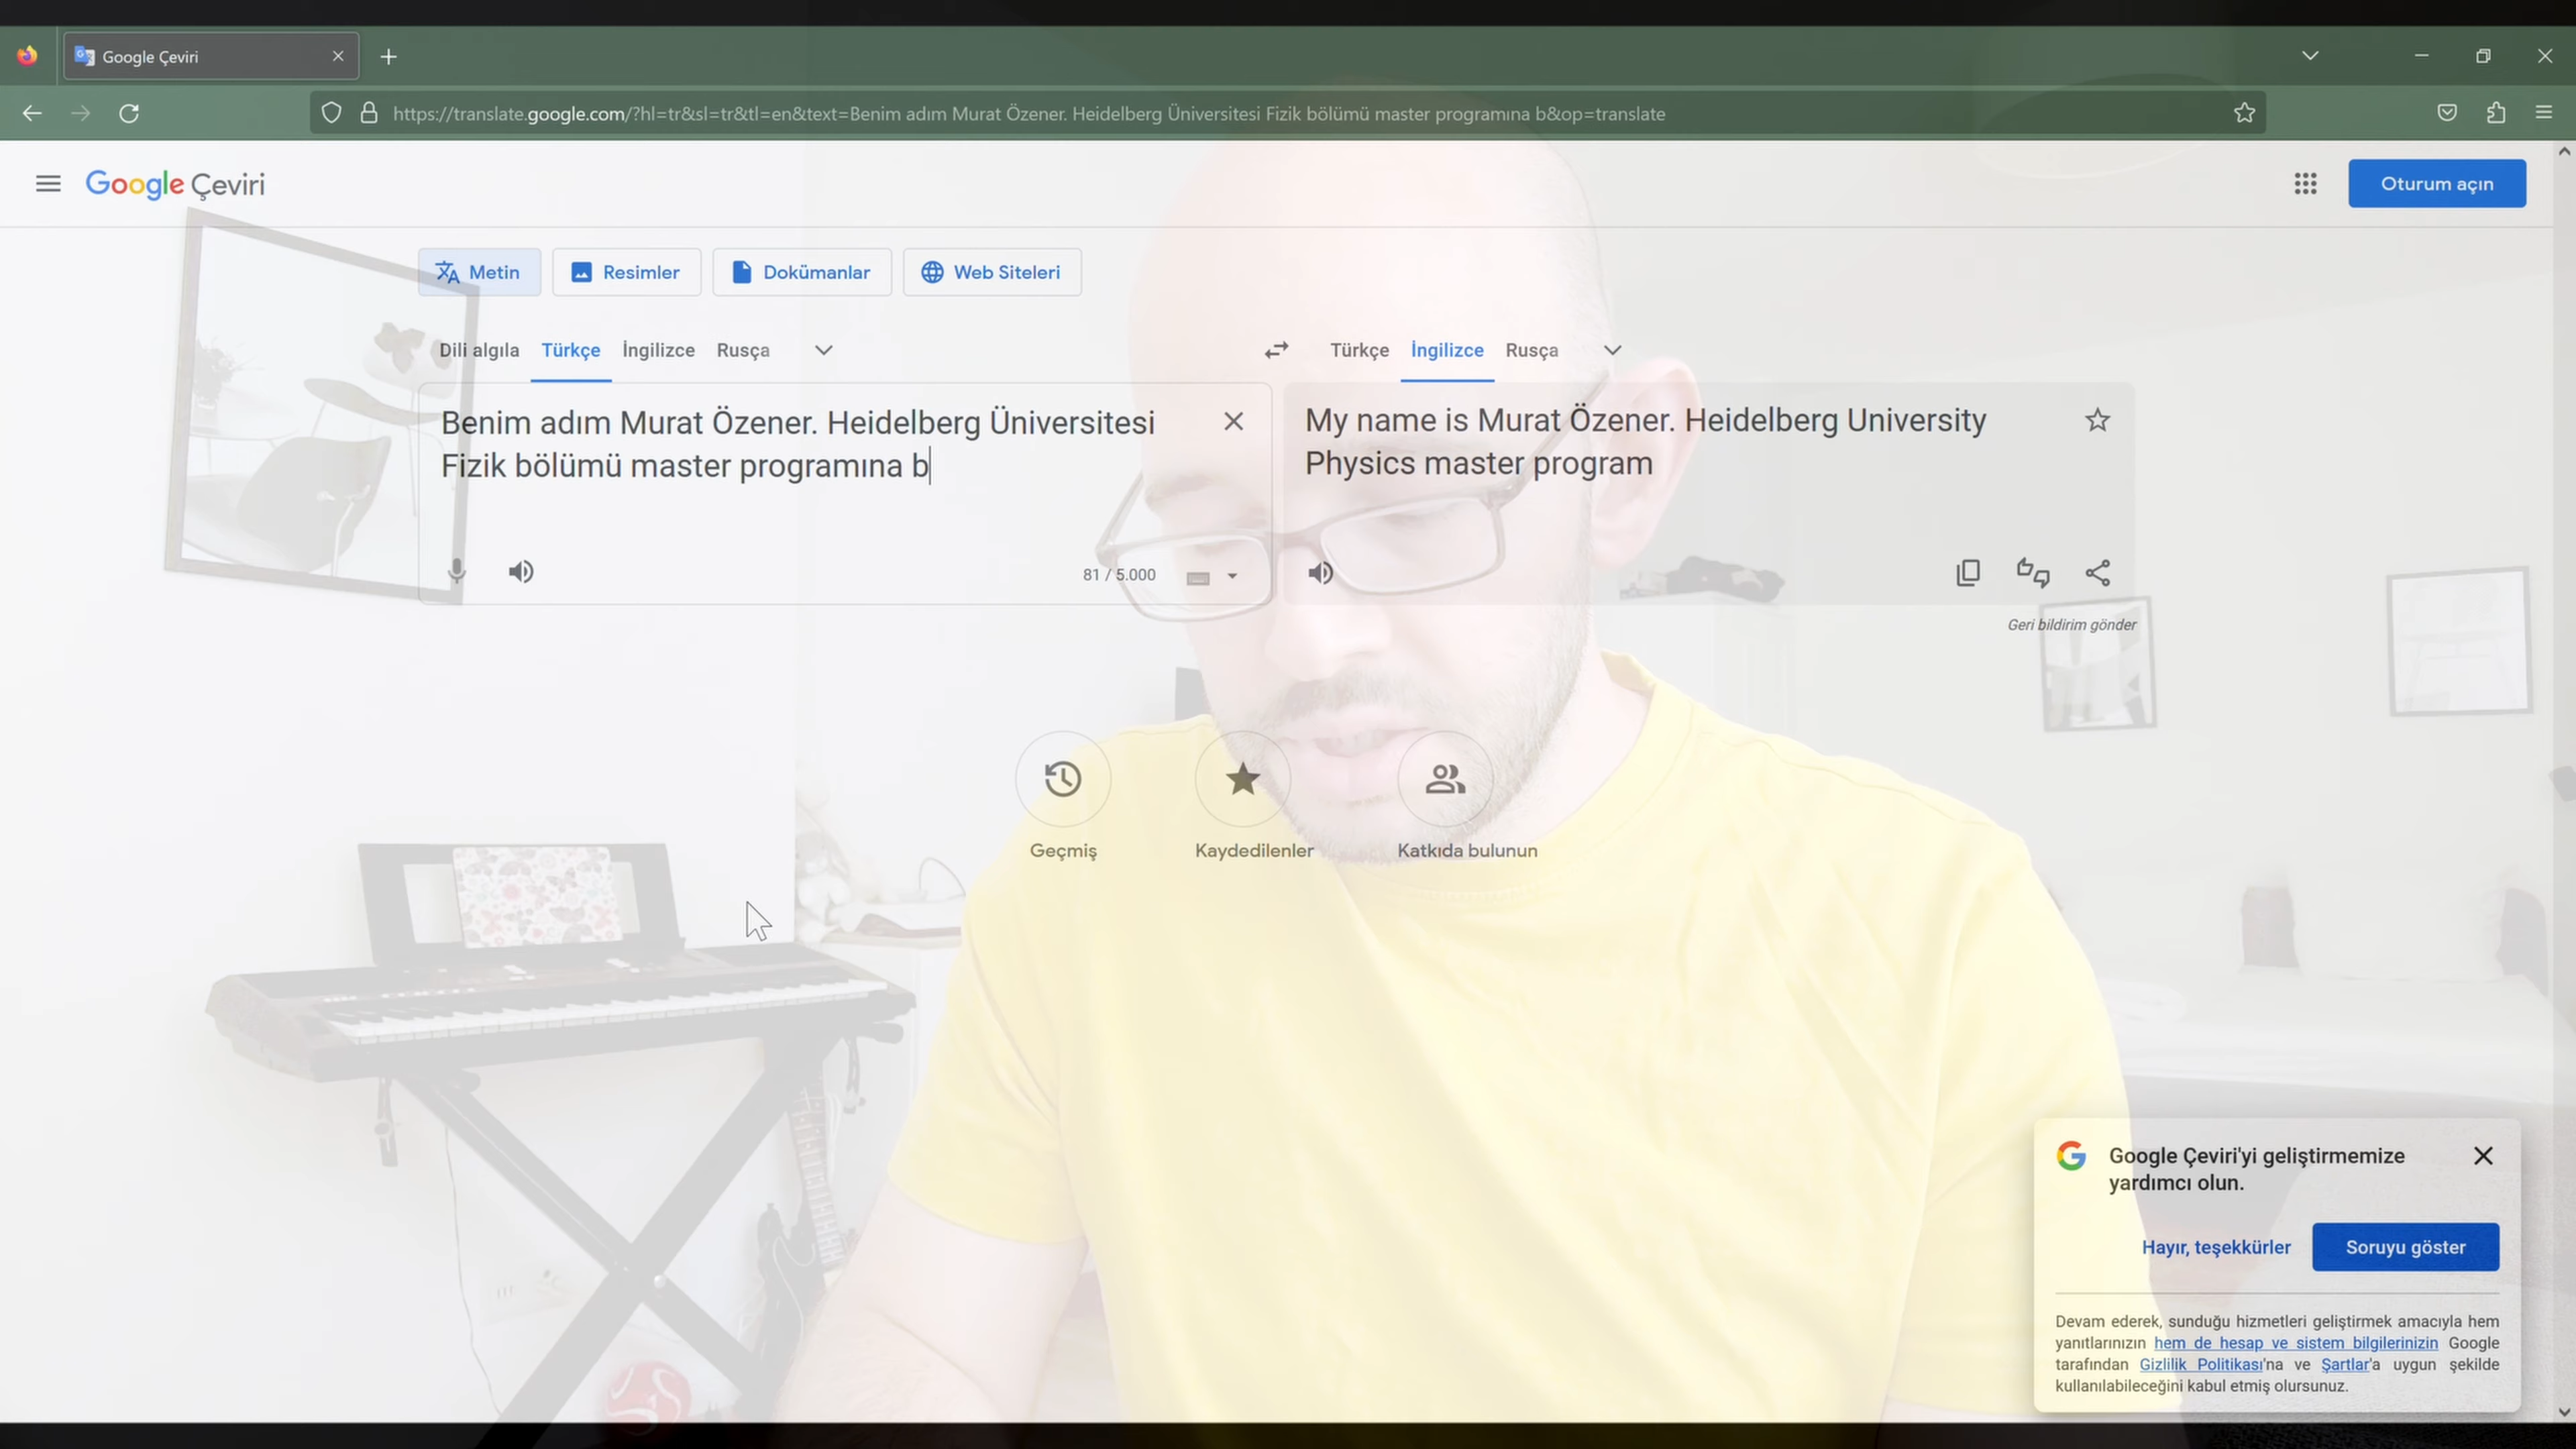 Google Çeviri
https://translate.google.com/?hl=tr&sl=tr&tl=en&text=Benim adım Murat Özener. Heidelberg Üniversitesi Fizik bölümü master programına b&op=translate
Google Çeviri
Oturum açın
Metin
Resimler
Dokümanlar
Web Siteleri
Dili algıla
Türkçe
İngilizce
Rusça
Türkçe
İngilizce
Rusça
Benim adım Murat Özener. Heidelberg Üniversitesi
Fizik bölümü master programına b
81 / 5.000
My name is Murat Özener. Heidelberg University
Physics master program
Geri bildirim gönder
Geçmiş
Kaydedilenler
Katkıda bulunun
Google Çeviri'yi geliştirmemize
yardımcı olun.
Hayır, teşekkürler
Soruyu göster
Devam ederek, sunduğu hizmetleri geliştirmek amacıyla hem
yanıtlarınızın hem de hesap ve sistem bilgilerinizin Google
tarafından Gizlilik Politikası'na ve Şartlar'a uygun şekilde
kullanılabileceğini kabul etmiş olursunuz.